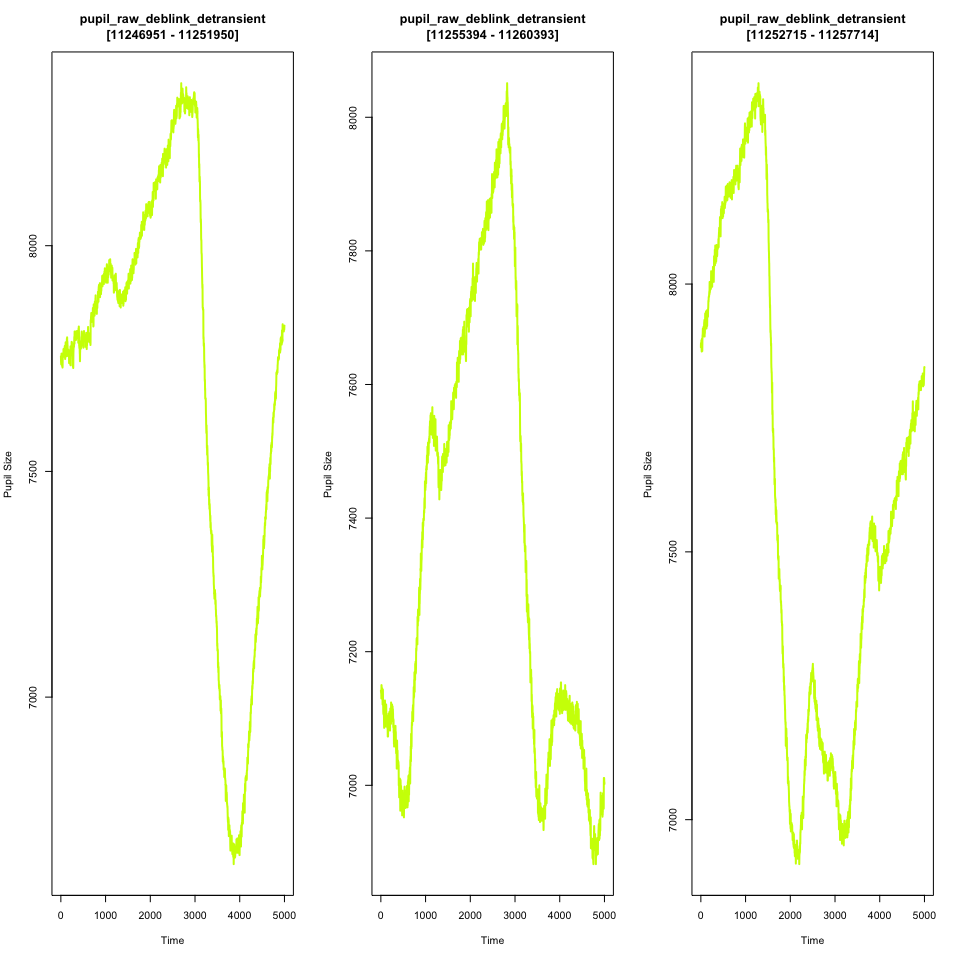 pupil_raw_deblink_detransient
[11246951 - 11251950]
Pupil Size
8000
7500
7000
0 1000 2000 3000 4000 5000
Time
pupil_raw_deblink_detransient
[11255394 - 11260393]
Pupil Size
8000
7800
7600
7400
7200
7000
0 1000 2000 3000 4000 5000
Time
pupil_raw_deblink_detransient
[11252715 - 11257714]
Pupil Size
8000
7500
7000
0 1000 2000 3000 4000 5000
Time